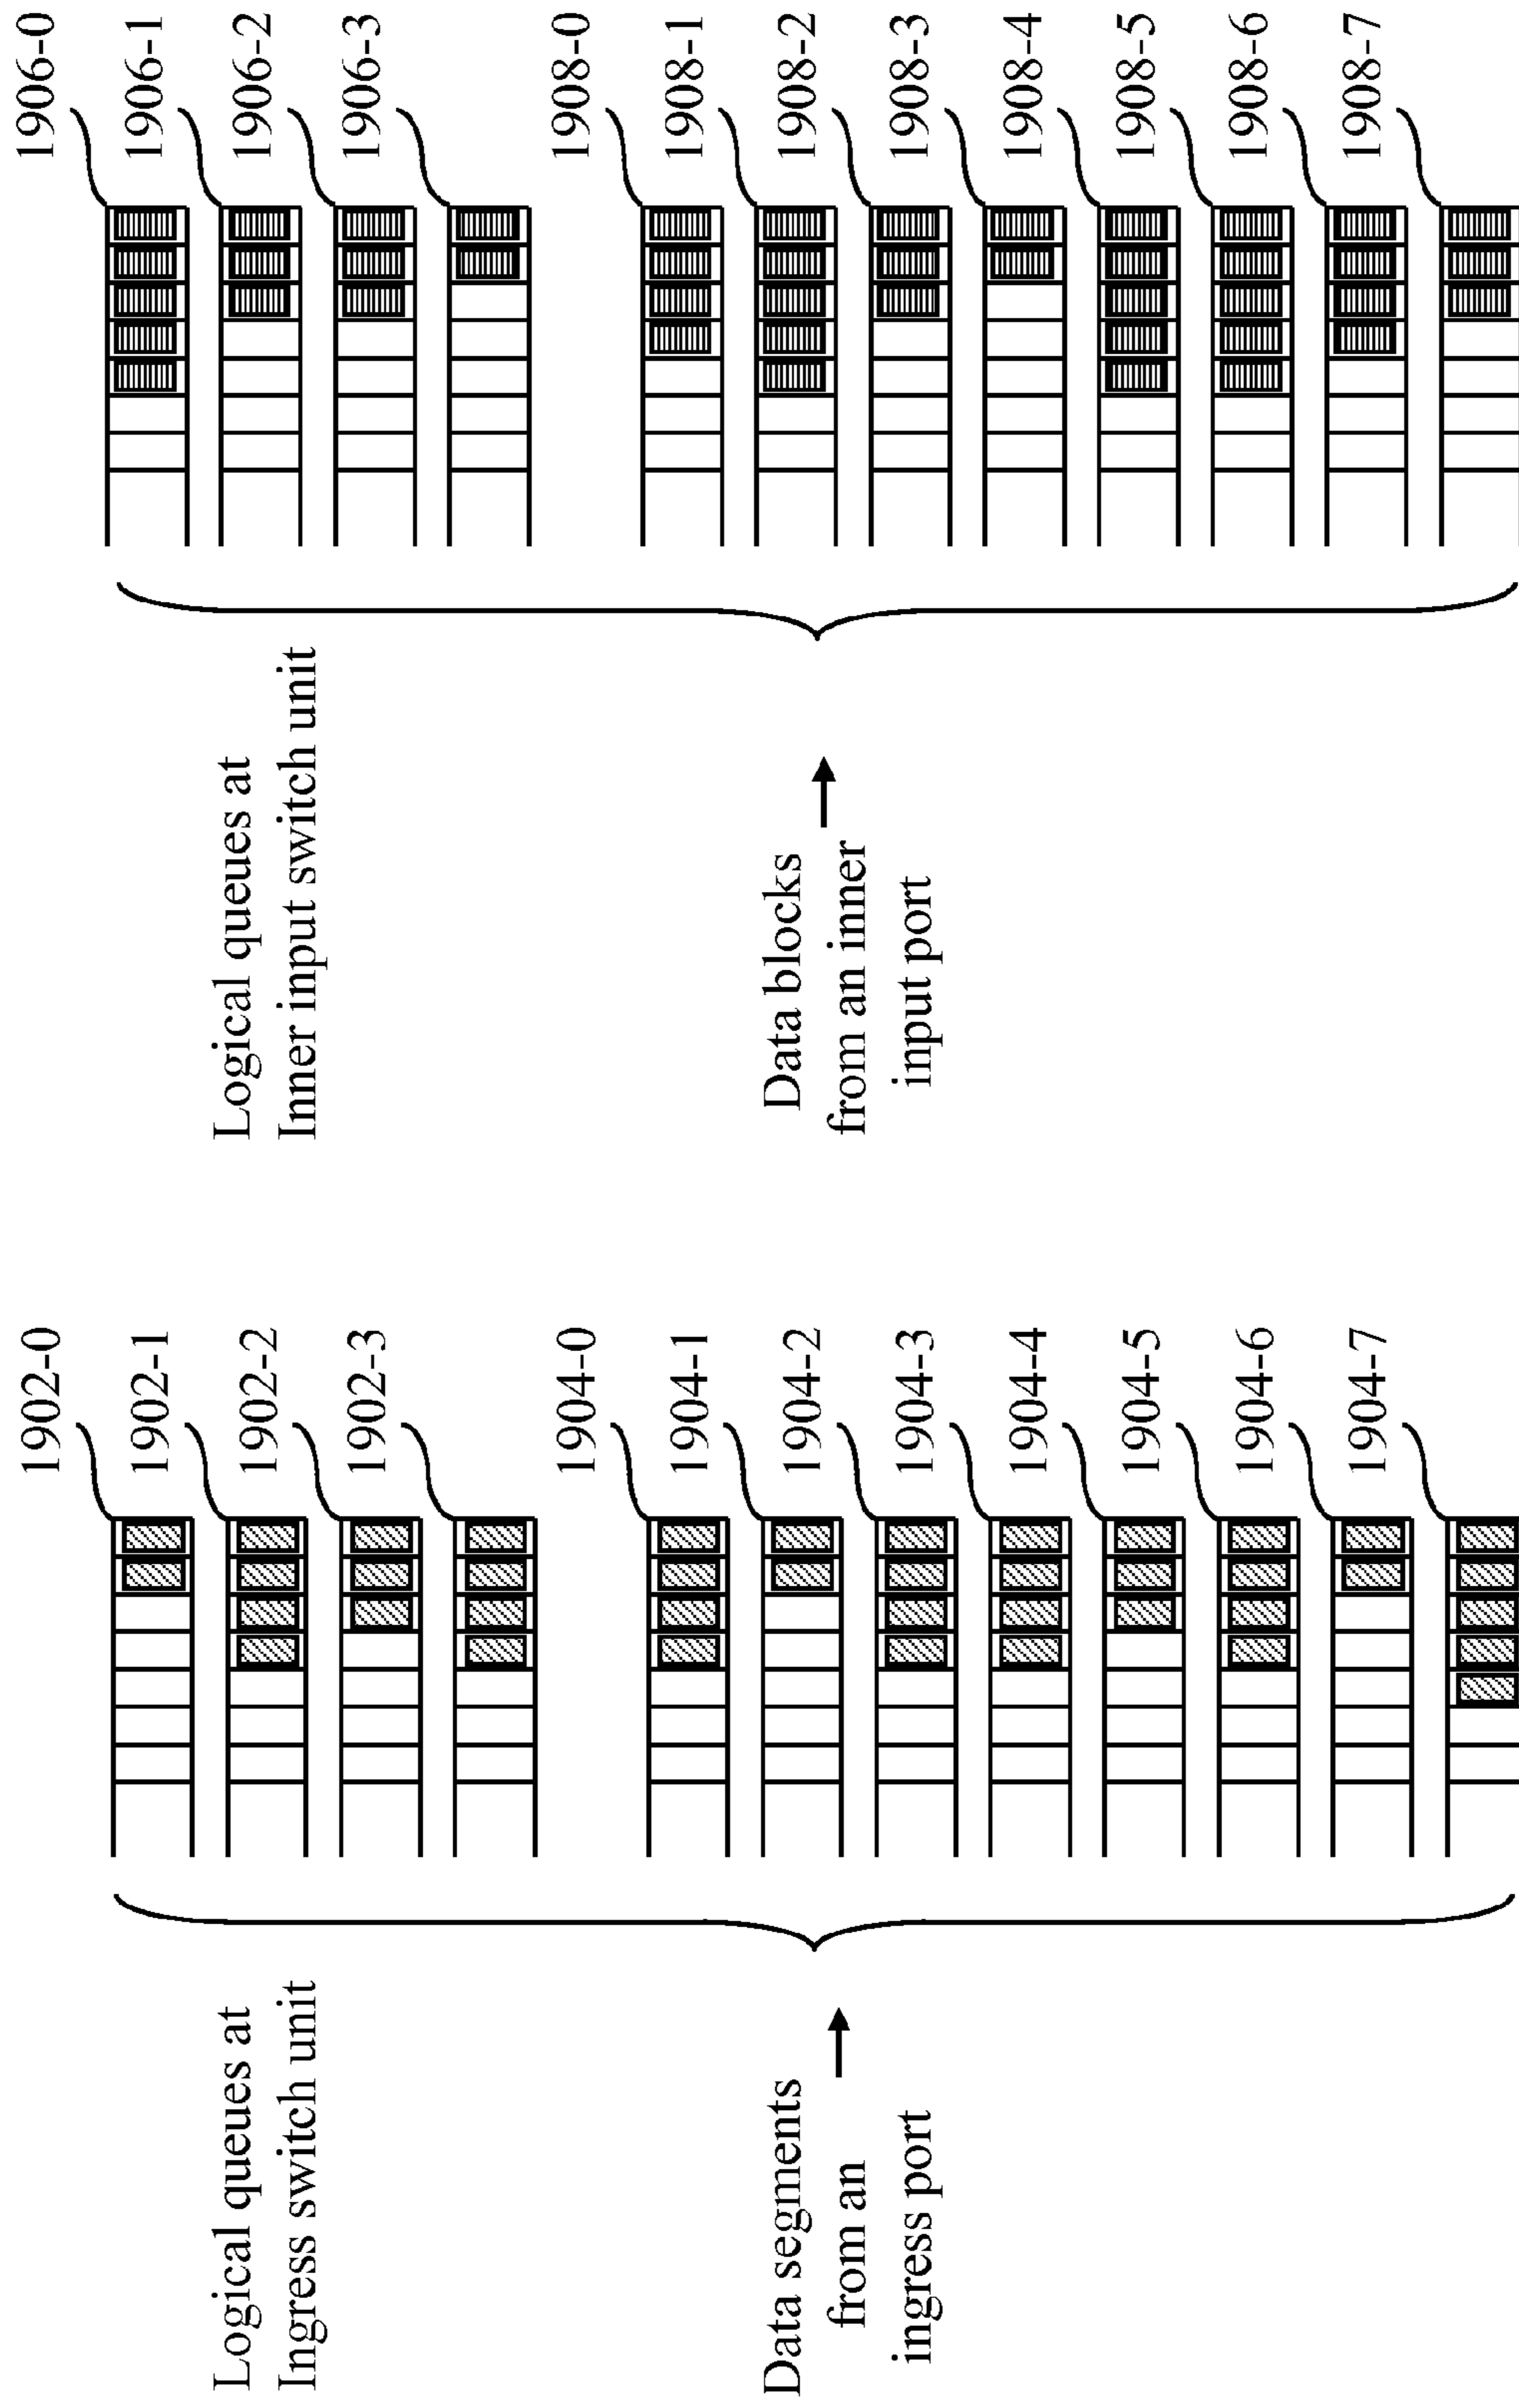 Logical queues at
Ingress switch unit
Data segments
from an
ingress port
1902-0
1902-1
1902-2
1902-3
1904-0
1904-1
1904-2
1904-3
1904-4
1904-5
1904-6
1904-7
Logical queues at
Inner input switch unit
Data blocks
from an inner
input port
1906-0
1906-1
1906-2
1906-3
1908-0
1908-1
1908-2
1908-3
1908-4
1908-5
1908-6
1908-7